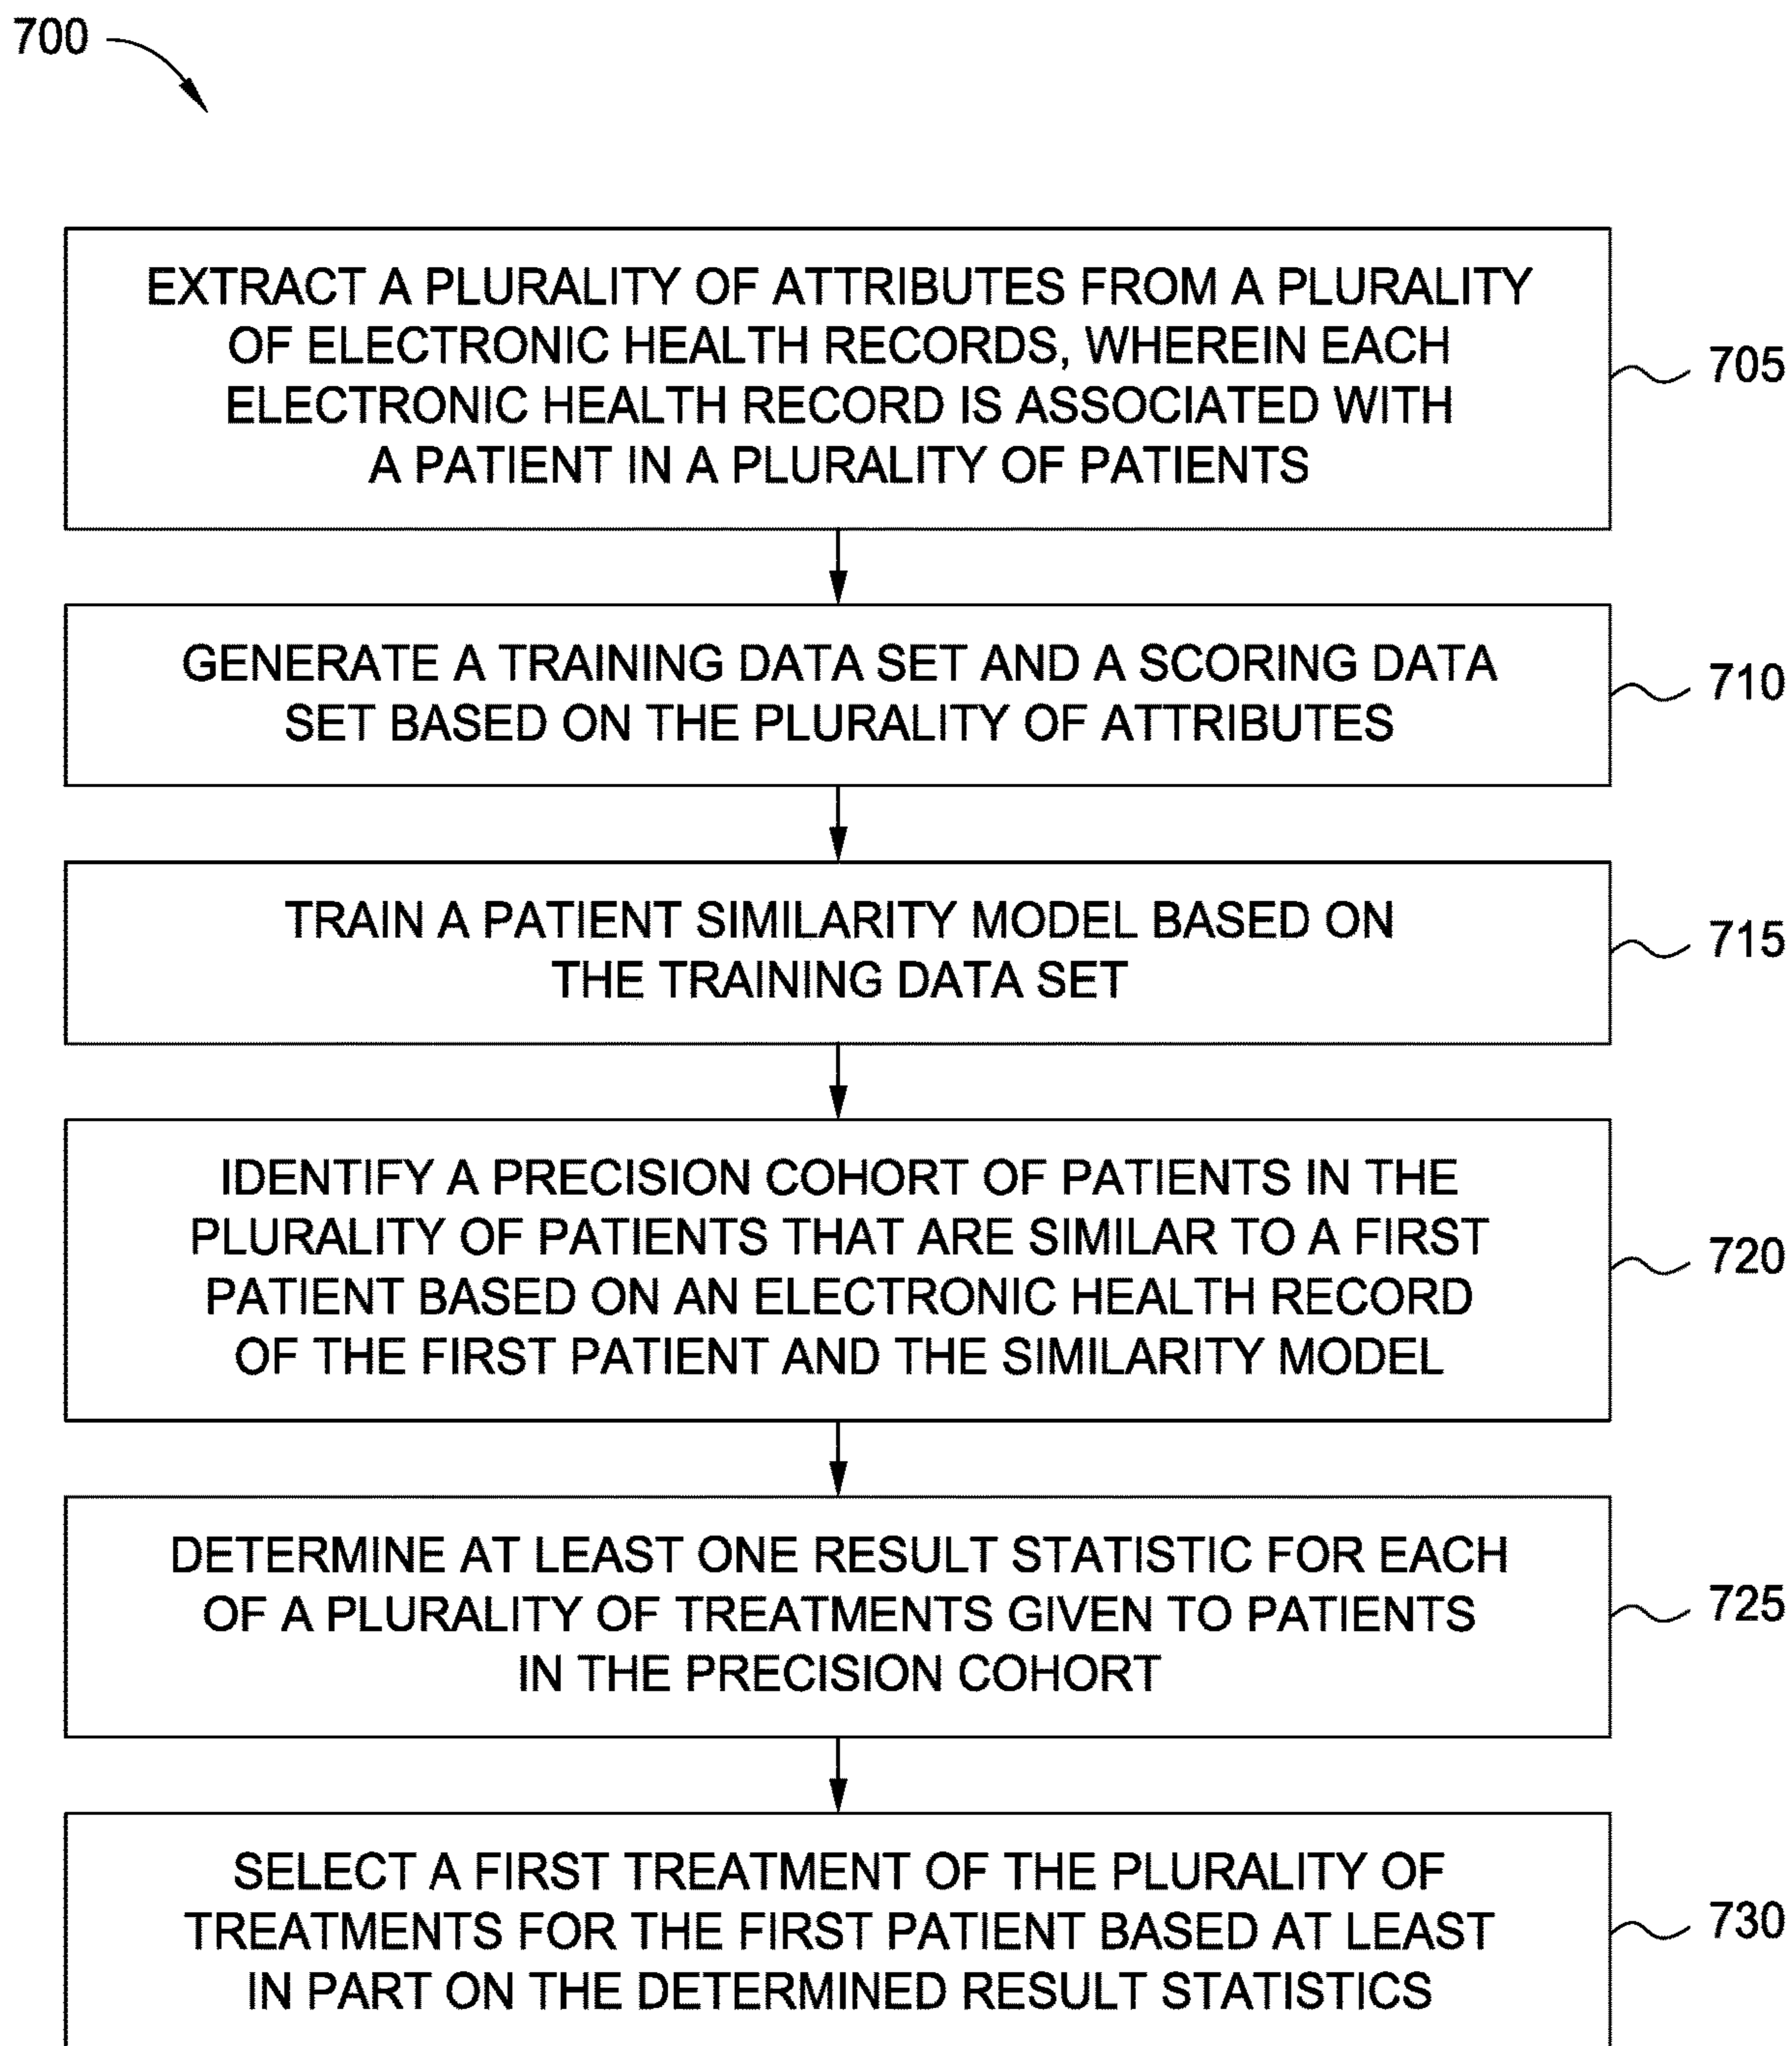 700
EXTRACT A PLURALITY OF ATTRIBUTES FROM A PLURALITY
OF ELECTRONIC HEALTH RECORDS, WHEREIN EACH
ELECTRONIC HEALTH RECORD IS ASSOCIATED WITH
A PATIENT IN A PLURALITY OF PATIENTS
705
GENERATE A TRAINING DATA SET AND A SCORING DATA
SET BASED ON THE PLURALITY OF ATTRIBUTES
710
TRAIN A PATIENT SIMILARITY MODEL BASED ON
THE TRAINING DATA SET
715
IDENTIFY A PRECISION COHORT OF PATIENTS IN THE
PLURALITY OF PATIENTS THAT ARE SIMILAR TO A FIRST
PATIENT BASED ON AN ELECTRONIC HEALTH RECORD
OF THE FIRST PATIENT AND THE SIMILARITY MODEL
720
DETERMINE AT LEAST ONE RESULT STATISTIC FOR EACH
OF A PLURALITY OF TREATMENTS GIVEN TO PATIENTS
IN THE PRECISION COHORT
725
SELECT A FIRST TREATMENT OF THE PLURALITY OF
TREATMENTS FOR THE FIRST PATIENT BASED AT LEAST
IN PART ON THE DETERMINED RESULT STATISTICS
730